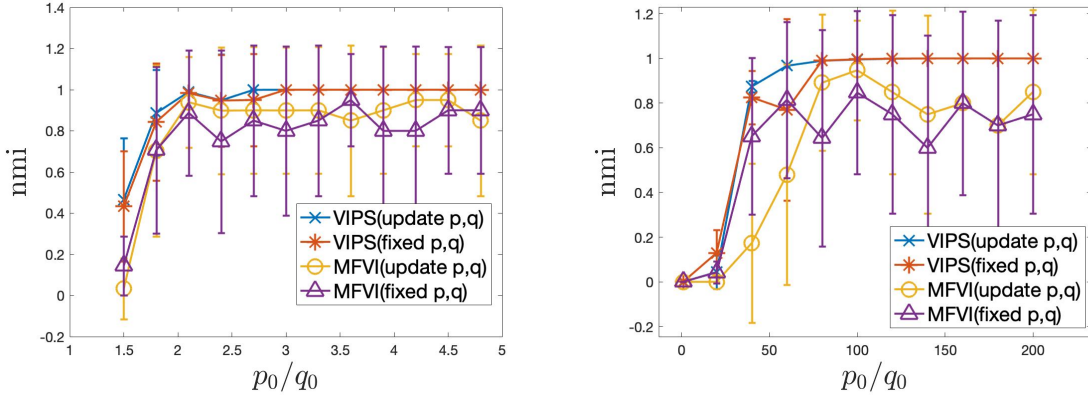 1.4
1.2
1
0.8
0.6
0.4
0.2
0
-0.2
nmi
VIPS(update p,q)
VIPS(fixed p,q)
MFVI(update p,q)
MFVI(fixed p,q)
1 1.5 2 2.5 3 3.5 4 4.5 5
p₀/q₀
1.2
1
0.8
0.6
0.4
0.2
0
-0.2
nmi
VIPS(update p,q)
VIPS(fixed p,q)
MFVI(update p,q)
MFVI(fixed p,q)
0 50 100 150 200
p₀/q₀